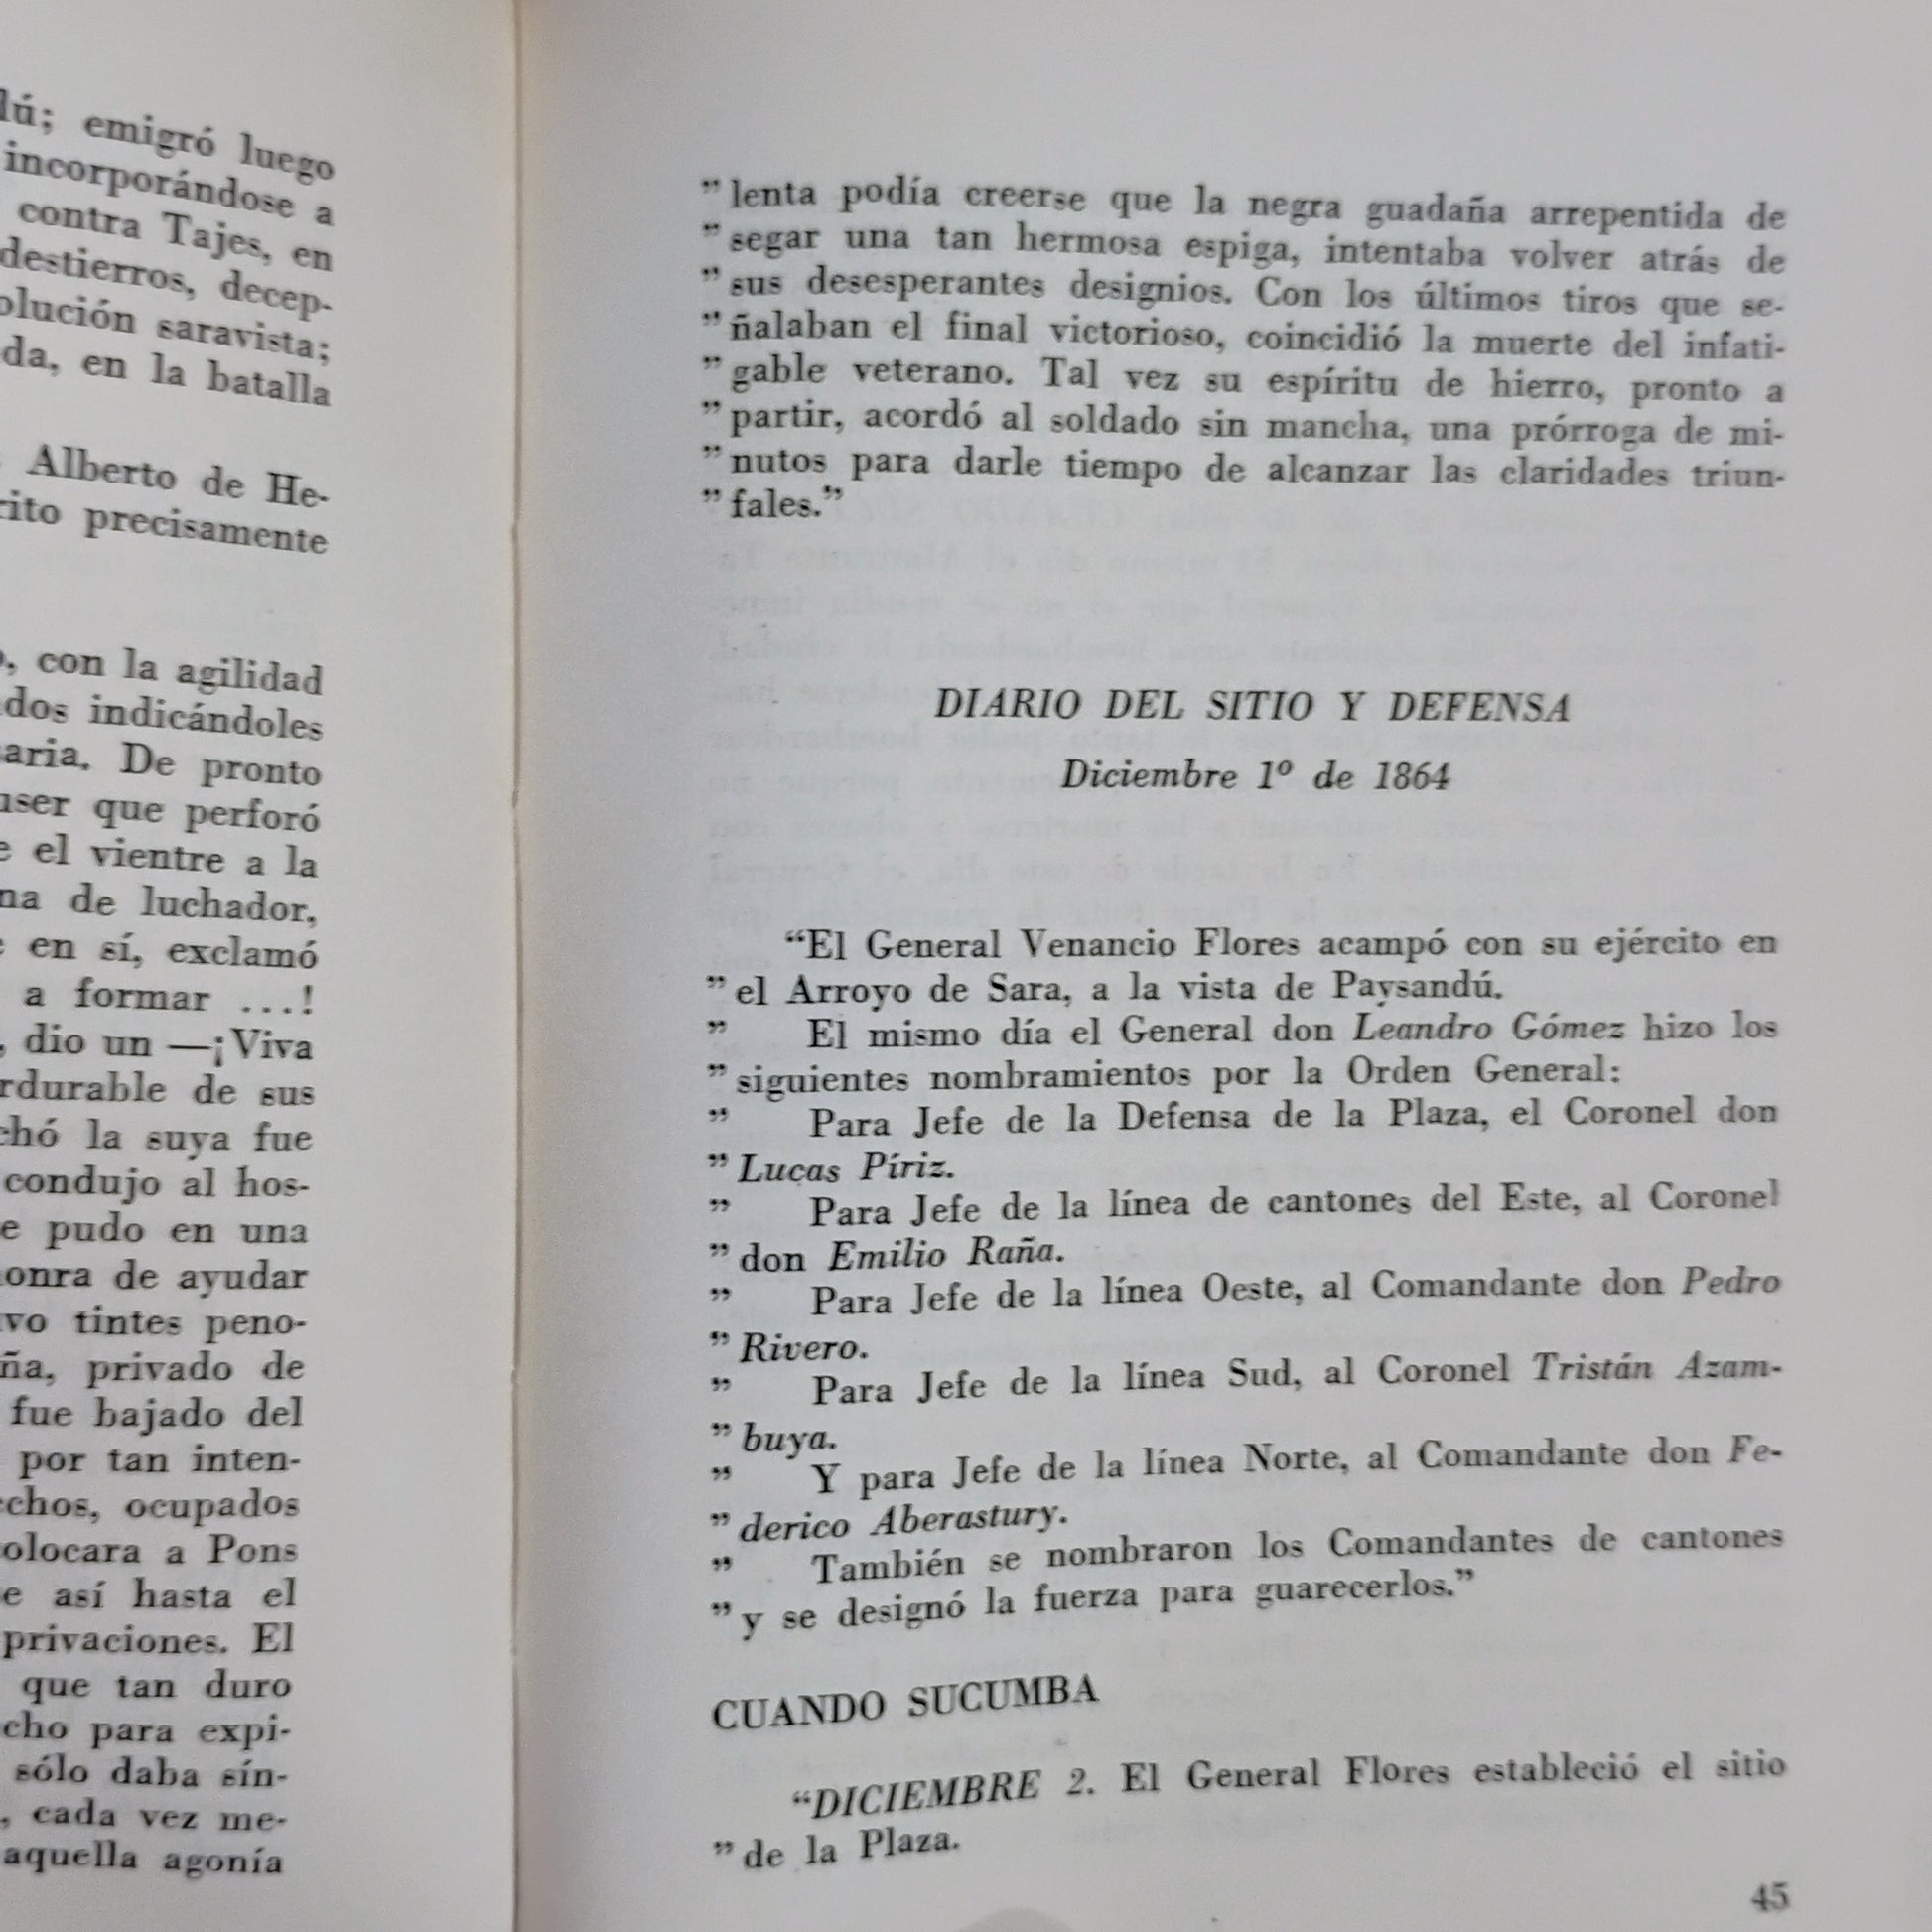 lú; emigró luego
incorporándose a
contra Tajes, en
destierros, decep-
olución saravista;
da, en la batalla
Alberto de He-
rito precisamente
o, con la agilidad
dos indicándoles
aria. De pronto
user que perforó
e el vientre a la
na de luchador,
e en sí, exclamó
a formar ...!
, dio un —¡Viva
rdurable de sus
chó la suya fue
condujo al hos-
e pudo en una
onra de ayudar
vo tintes peno-
ña, privado de
fue bajado del
por tan inten-
chos, ocupados
olocara a Pons
e así hasta el
privaciones. El
que tan duro
cho para expi-
sólo daba sín-
, cada vez me-
aquella agonía
” lenta podía creerse que la negra guadaña arrepentida de
” segar una tan hermosa espiga, intentaba volver atrás de
” sus desesperantes designios. Con los últimos tiros que se-
” ñalaban el final victorioso, coincidió la muerte del infati-
” gable veterano. Tal vez su espíritu de hierro, pronto a
” partir, acordó al soldado sin mancha, una prórroga de mi-
” nutos para darle tiempo de alcanzar las claridades triun-
” fales.”
DIARIO DEL SITIO Y DEFENSA
Diciembre 1º de 1864
“El General Venancio Flores acampó con su ejército en
” el Arroyo de Sara, a la vista de Paysandú.
” El mismo día el General don Leandro Gómez hizo los
” siguientes nombramientos por la Orden General:
” Para Jefe de la Defensa de la Plaza, el Coronel don
” Lucas Píriz.
” Para Jefe de la línea de cantones del Este, al Coronel
” don Emilio Raña.
” Para Jefe de la línea Oeste, al Comandante don Pedro
” Rivero.
” Para Jefe de la línea Sud, al Coronel Tristán Azam-
” buya.
” Y para Jefe de la línea Norte, al Comandante don Fe-
” derico Aberastury.
” También se nombraron los Comandantes de cantones
” y se designó la fuerza para guarecerlos.”
CUANDO SUCUMBA
“DICIEMBRE 2. El General Flores estableció el sitio
” de la Plaza.
45